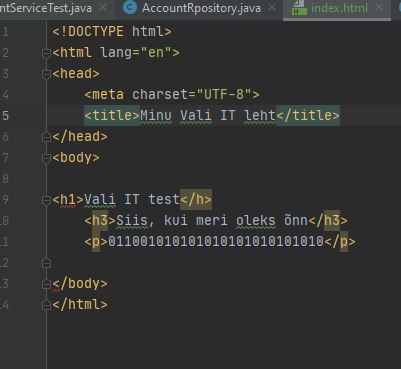 ntServiceTest.java
AccountRpository.java
index.html
1 <!DOCTYPE html>
2 <html lang="en">
3 <head>
4 <meta charset="UTF-8">
5 <title>Minu Vali IT leht</title>
6 </head>
7 <body>
8
9 <h1>Vali IT test</h>
10 <h3>Siis, kui meri oleks õnn</h3>
11 <p>011001010101010101010101010</p>
12
13 </body>
14 </html>